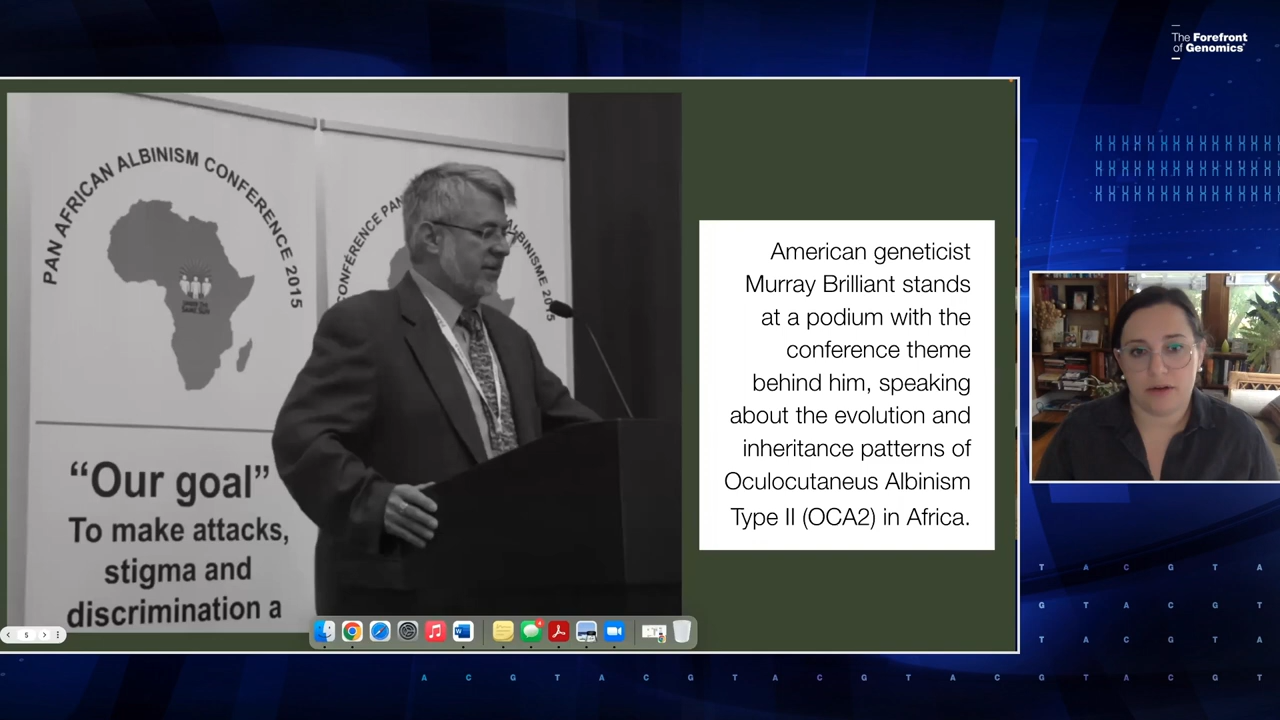 The Forefront
of Genomics
PAN AFRICAN ALBINISM CONFERENCE 2015
CONFÉRENCE PAN
ALBINISME 2015
“Our goal”
To make attacks,
stigma and
discrimination a
American geneticist
Murray Brilliant stands
at a podium with the
conference theme
behind him, speaking
about the evolution and
inheritance patterns of
Oculocutaneus Albinism
Type II (OCA2) in Africa.
5
T A C G T A
G T A C G T
A C G T A C G T A C G T A C G T